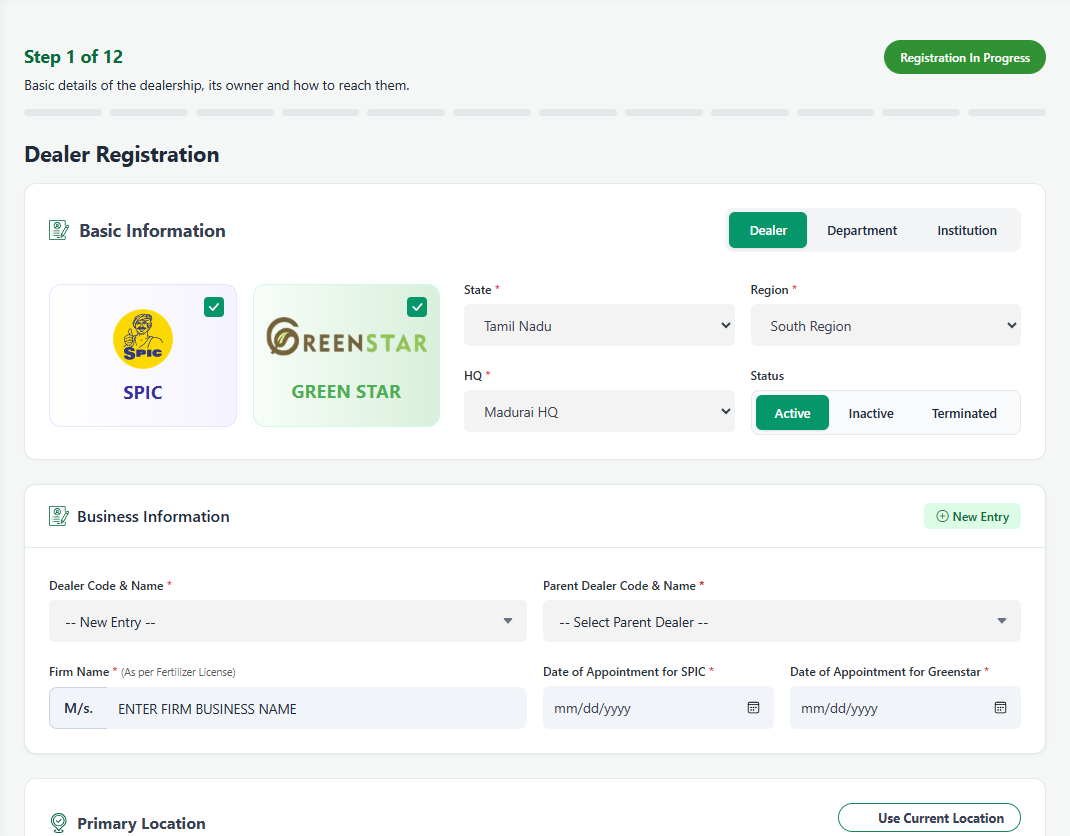 Step 1 of 12
Registration In Progress
Basic details of the dealership, its owner and how to reach them.
Dealer Registration
Basic Information
Dealer
Department
Institution
SPIC
SPIC
GREENSTAR
GREEN STAR
State *
Tamil Nadu
Region *
South Region
HQ *
Madurai HQ
Status
Active
Inactive
Terminated
Business Information
New Entry
Dealer Code & Name *
-- New Entry --
Parent Dealer Code & Name *
-- Select Parent Dealer --
Firm Name * (As per Fertilizer License)
M/s. ENTER FIRM BUSINESS NAME
Date of Appointment for SPIC *
mm/dd/yyyy
Date of Appointment for Greenstar *
mm/dd/yyyy
Primary Location
Use Current Location